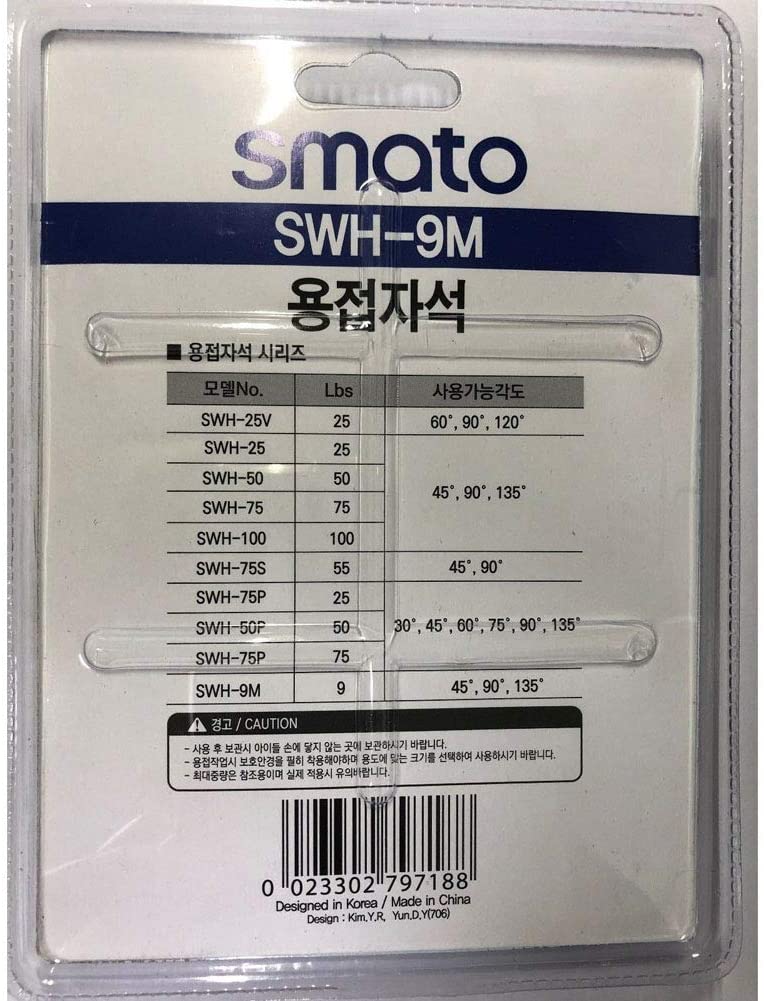 smato
SWH-9M
용접자석
■ 용접자석 시리즈
모델No. Lbs 사용가능각도
SWH-25V 25 60°, 90°, 120°
SWH-25 25
SWH-50 50
SWH-75 75
45°, 90°, 135°
SWH-100 100
SWH-75S 55 45°, 90°
SWH-75P 25
SWH-50P 50 30°, 45°, 60°, 75°, 90°, 135°
SWH-75P 75
SWH-9M 9 45°, 90°, 135°
경고 / CAUTION
- 사용 후 보관시 아이들 손에 닿지 않는 곳에 보관하시기 바랍니다.
- 용접작업시 보호안경을 필히 착용해야하며 용도에 맞는 크기를 선택하여 사용하시기 바랍니다.
- 최대중량은 참조용이며 실제 적용시 유의바랍니다.
0 023302 797188
Designed in Korea / Made in China
Design : Kim.Y.R, Yun.D.Y(706)